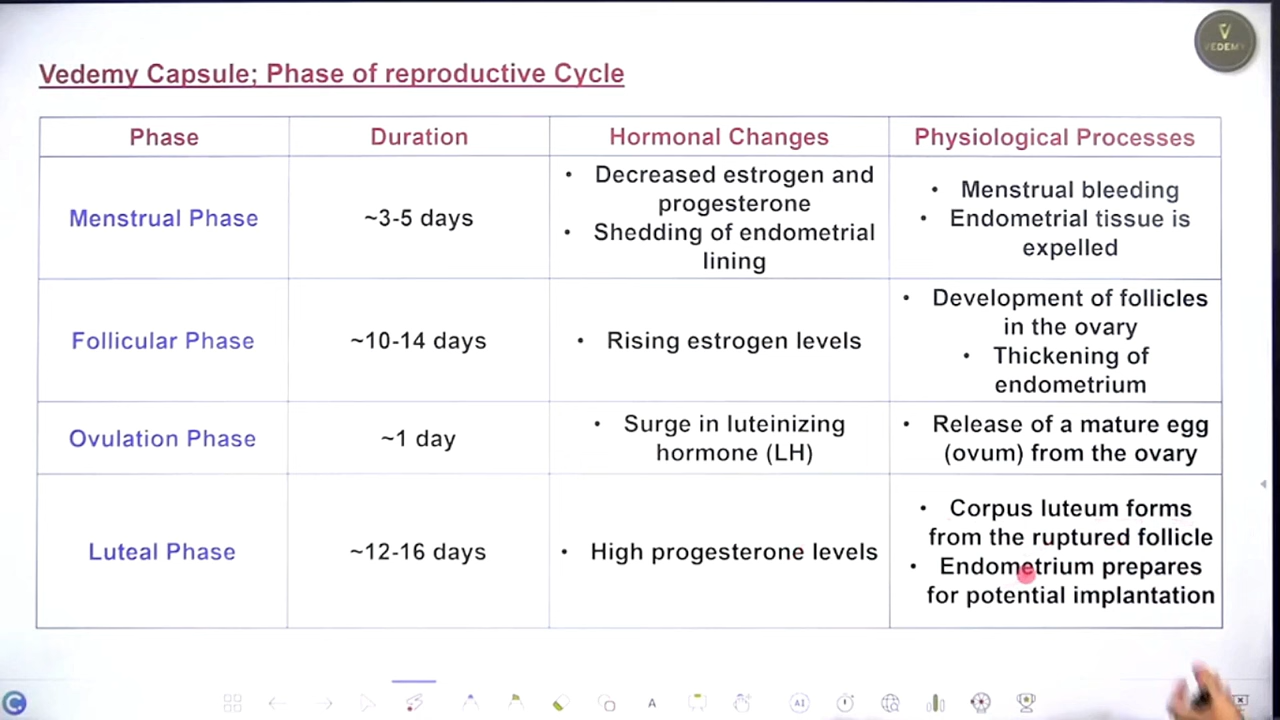 V
VEDEMY
Vedemy Capsule; Phase of reproductive Cycle
Phase
Duration
Hormonal Changes
Physiological Processes
Menstrual Phase
~3-5 days
• Decreased estrogen and
progesterone
• Shedding of endometrial
lining
• Menstrual bleeding
• Endometrial tissue is
expelled
Follicular Phase
~10-14 days
• Rising estrogen levels
• Development of follicles
in the ovary
• Thickening of
endometrium
Ovulation Phase
~1 day
• Surge in luteinizing
hormone (LH)
• Release of a mature egg
(ovum) from the ovary
Luteal Phase
~12-16 days
• High progesterone levels
• Corpus luteum forms
from the ruptured follicle
• Endometrium prepares
for potential implantation
A
AI